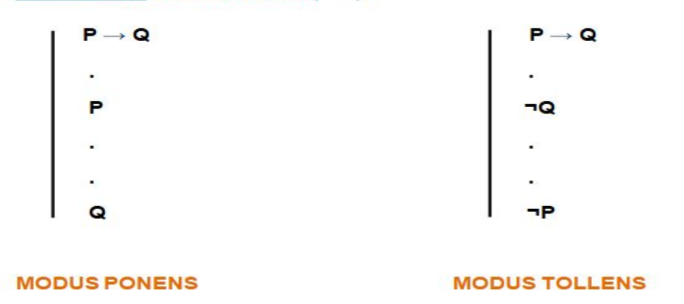 P → Q
.
P
.
.
Q
MODUS PONENS
P → Q
.
¬Q
.
.
¬P
MODUS TOLLENS